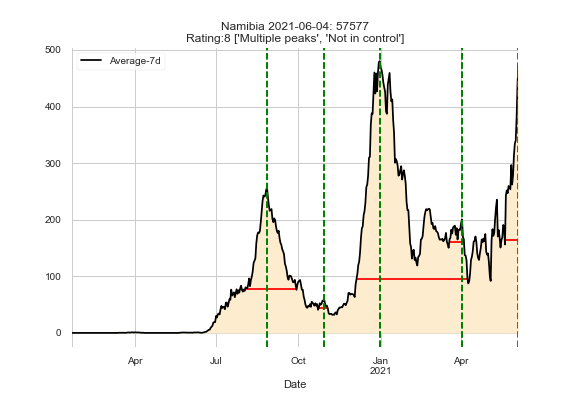 Namibia 2021-06-04: 57577
Rating:8 ['Multiple peaks', 'Not in control']
Average-7d
500
400
300
200
100
0
Apr
Jul
Oct
Jan
2021
Apr
Date